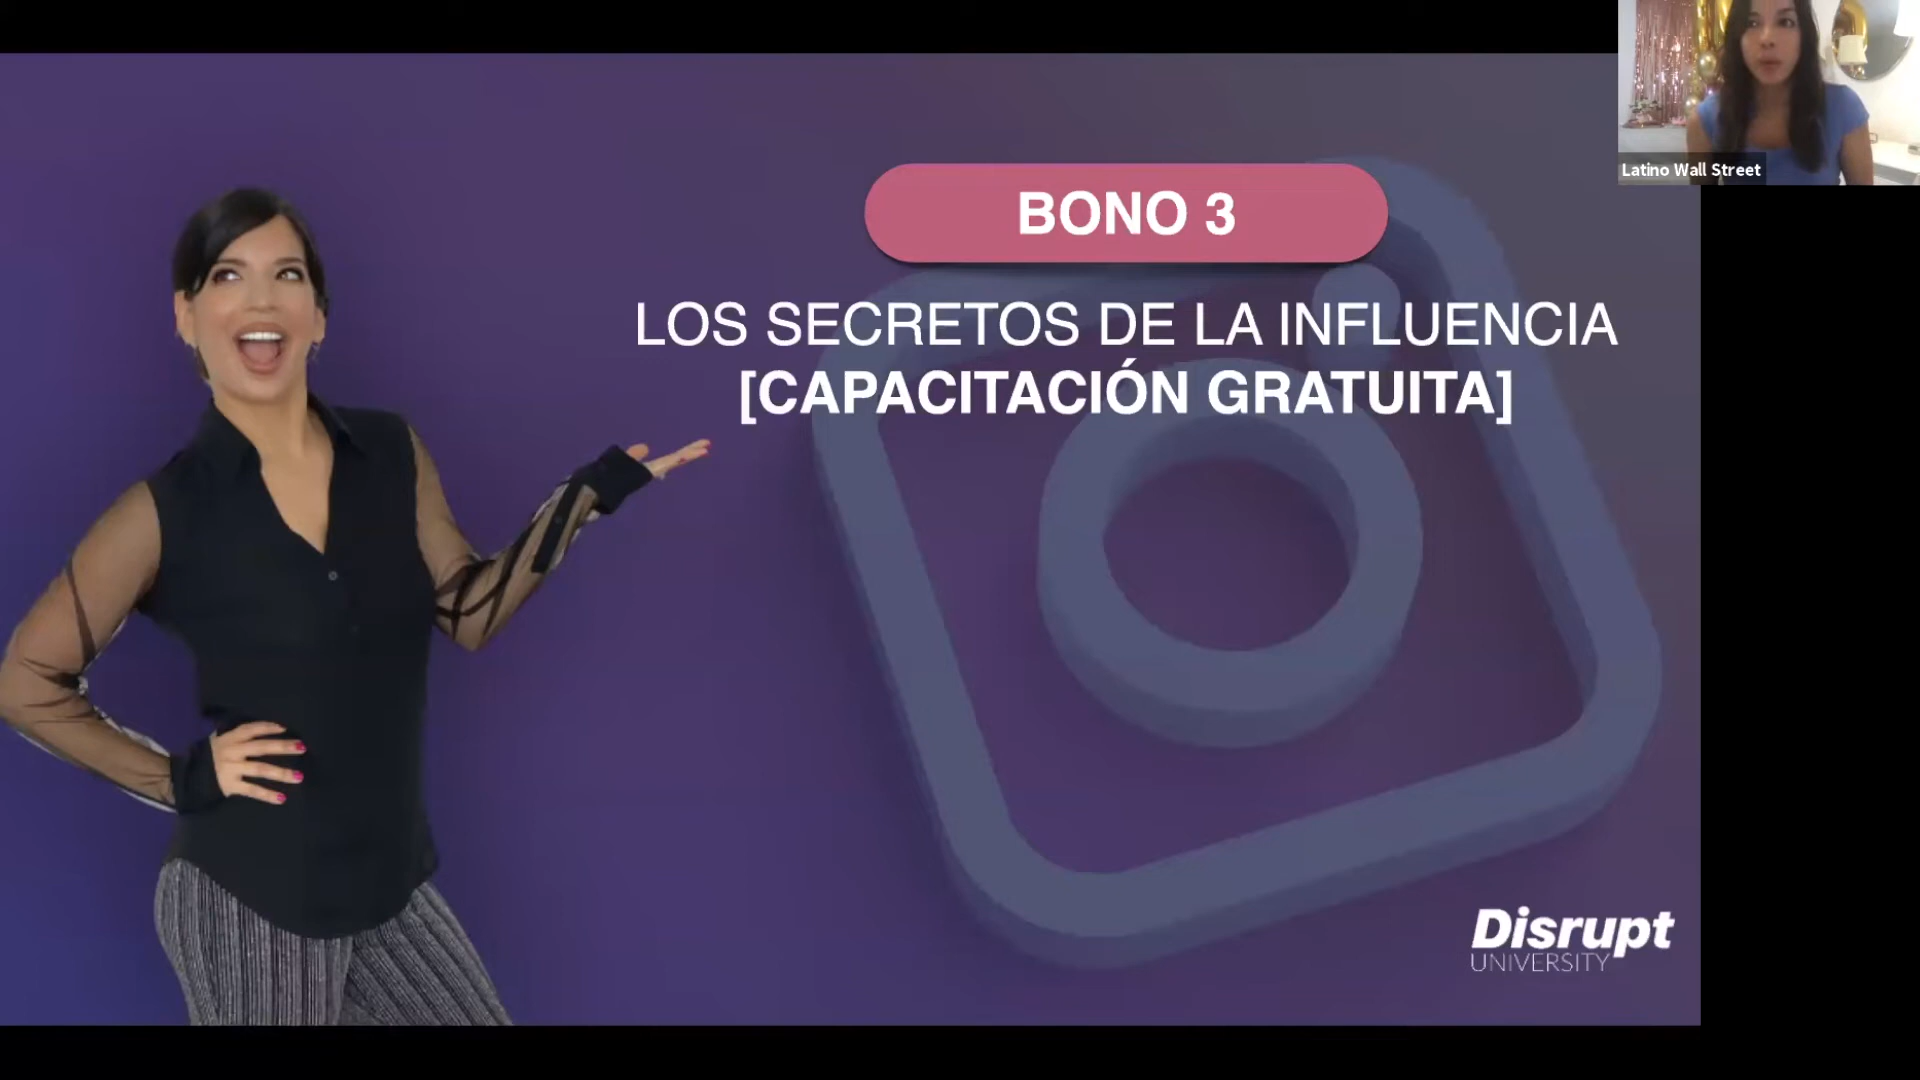 Latino Wall Street
BONO 3
LOS SECRETOS DE LA INFLUENCIA
[CAPACITACIÓN GRATUITA]
Disrupt
UNIVERSITY